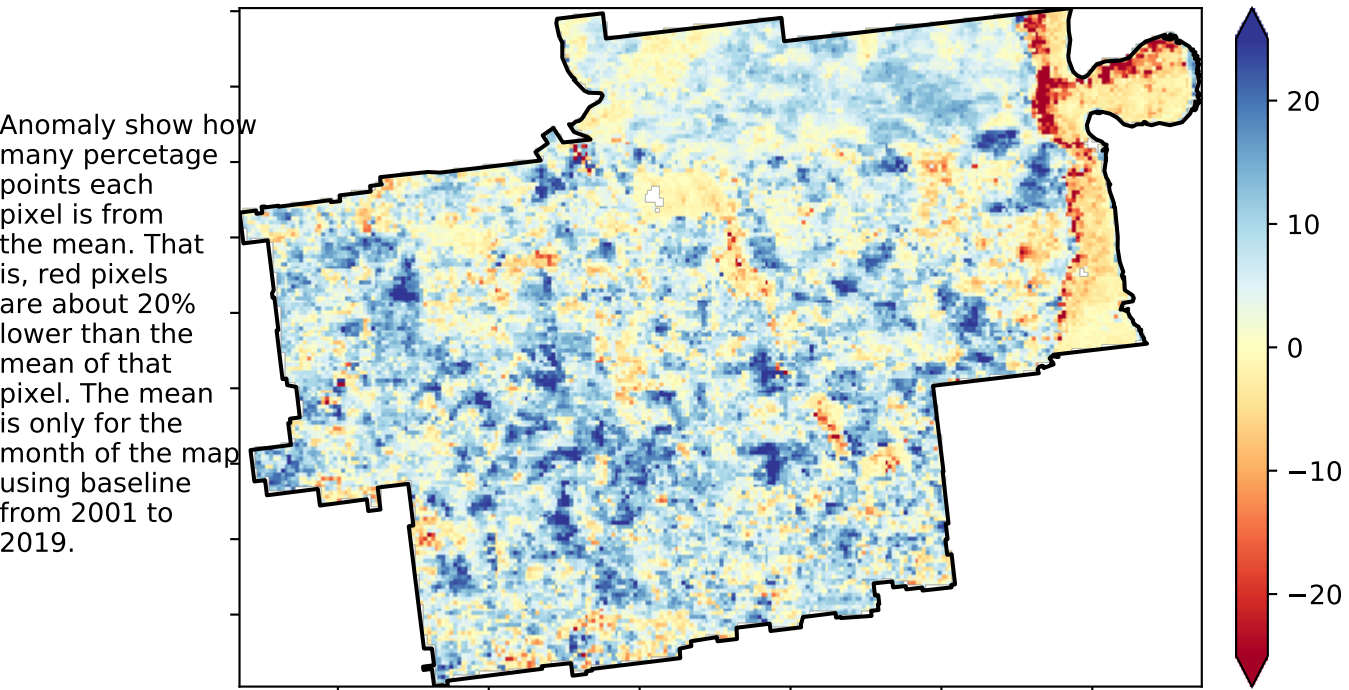 Anomaly show how
many percetage
points each
pixel is from
the mean. That
is, red pixels
are about 20%
lower than the
mean of that
pixel. The mean
is only for the
month of the map
using baseline
from 2001 to
2019.
20
10
0
−10
−20